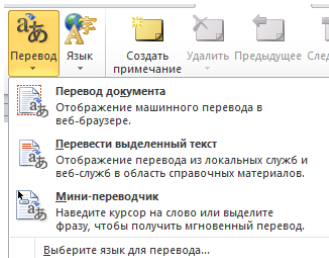 Перевод Язык Создать примечание Удалить Предыдущее След
Перевод документа
Отображение машинного перевода в
веб-браузере.
Перевести выделенный текст
Отображение перевода из локальных служб и
веб-служб в область справочных материалов.
Мини-переводчик
Наведите курсор на слово или выделите
фразу, чтобы получить мгновенный перевод.
Выберите язык для перевода...